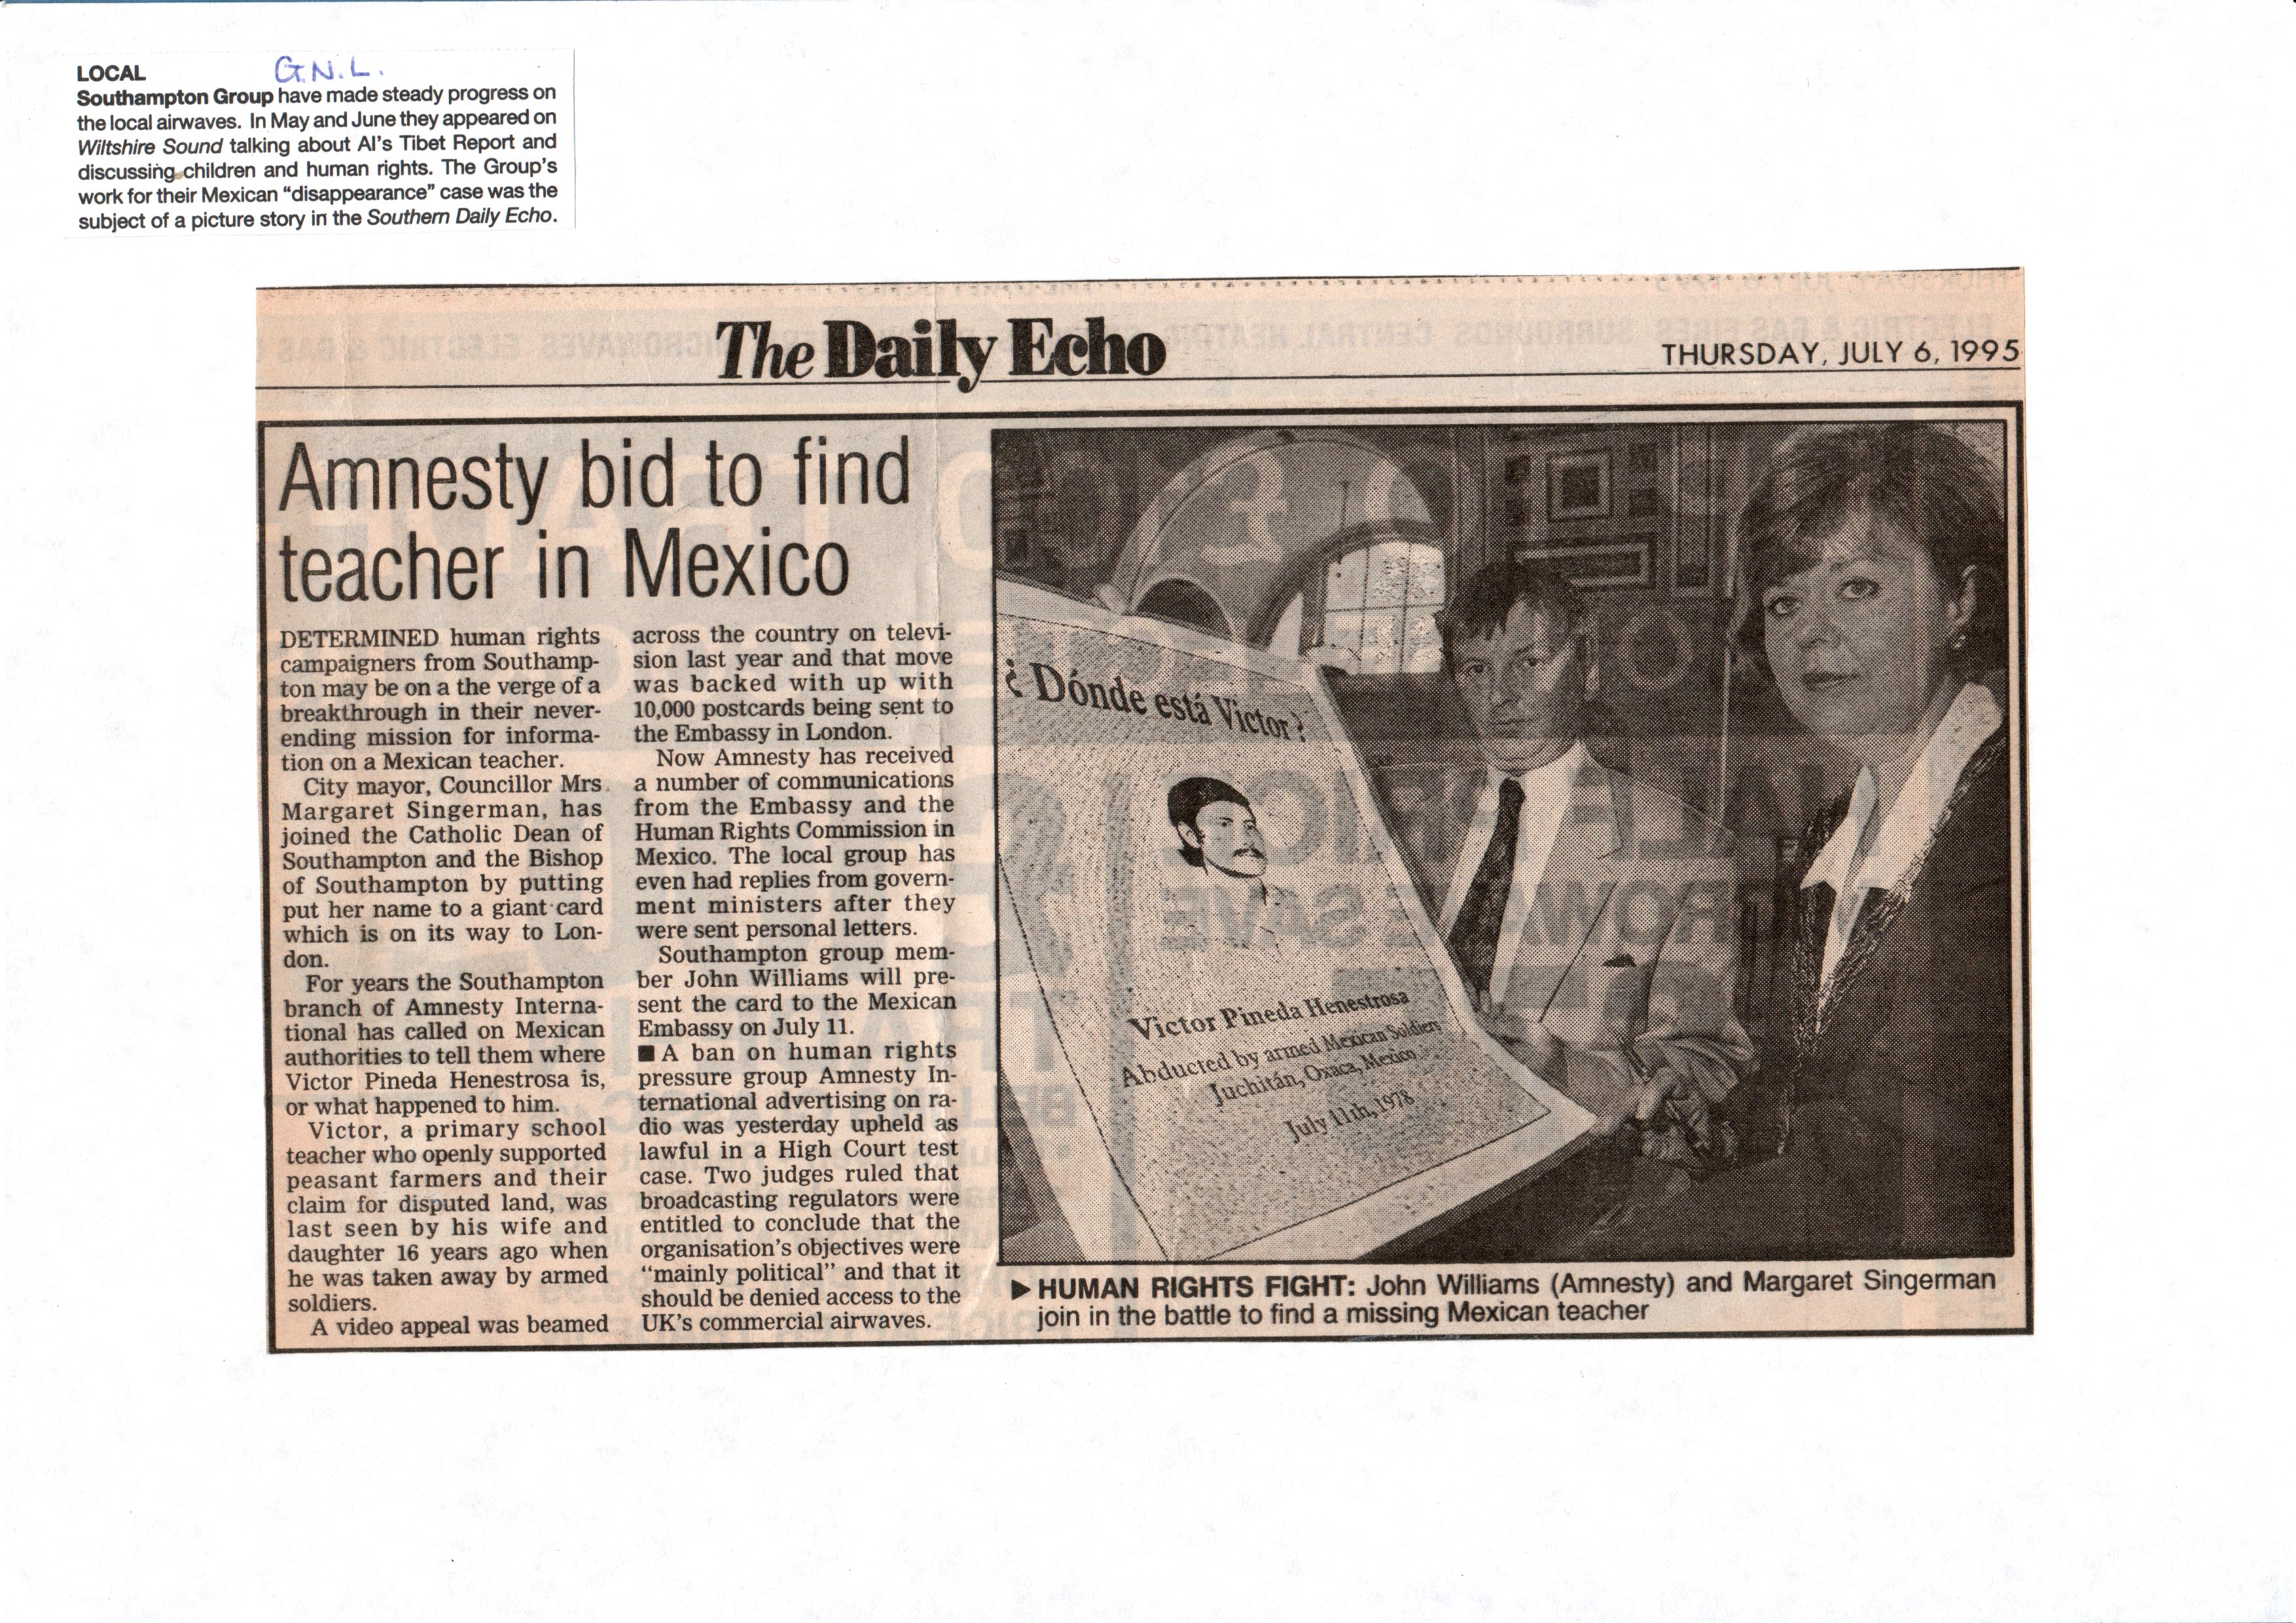 LOCAL
G.N.L.
Southampton Group have made steady progress on
the local airwaves. In May and June they appeared on
Wiltshire Sound talking about AI's Tibet Report and
discussing children and human rights. The Group's
work for their Mexican “disappearance” case was the
subject of a picture story in the Southern Daily Echo.
The Daily Echo
THURSDAY, JULY 6, 1995
Amnesty bid to find
teacher in Mexico
DETERMINED human rights
campaigners from Southamp-
ton may be on a the verge of a
breakthrough in their never-
ending mission for informa-
tion on a Mexican teacher.
City mayor, Councillor Mrs
Margaret Singerman, has
joined the Catholic Dean of
Southampton and the Bishop
of Southampton by putting
put her name to a giant card
which is on its way to Lon-
don.
For years the Southampton
branch of Amnesty Interna-
tional has called on Mexican
authorities to tell them where
Victor Pineda Henestrosa is,
or what happened to him.
Victor, a primary school
teacher who openly supported
peasant farmers and their
claim for disputed land, was
last seen by his wife and
daughter 16 years ago when
he was taken away by armed
soldiers.
A video appeal was beamed
across the country on televi-
sion last year and that move
was backed with up with
10,000 postcards being sent to
the Embassy in London.
Now Amnesty has received
a number of communications
from the Embassy and the
Human Rights Commission in
Mexico. The local group has
even had replies from govern-
ment ministers after they
were sent personal letters.
Southampton group mem-
ber John Williams will pre-
sent the card to the Mexican
Embassy on July 11.
■ A ban on human rights
pressure group Amnesty In-
ternational advertising on ra-
dio was yesterday upheld as
lawful in a High Court test
case. Two judges ruled that
broadcasting regulators were
entitled to conclude that the
organisation's objectives were
“mainly political” and that it
should be denied access to the
UK's commercial airwaves.
¿Dónde está Victor?
Victor Pineda Henestrosa
Abducted by armed Mexican Soldiers
Juchitán, Oxaca, Mexico
July 11th, 1978
▶ HUMAN RIGHTS FIGHT: John Williams (Amnesty) and Margaret Singerman
join in the battle to find a missing Mexican teacher